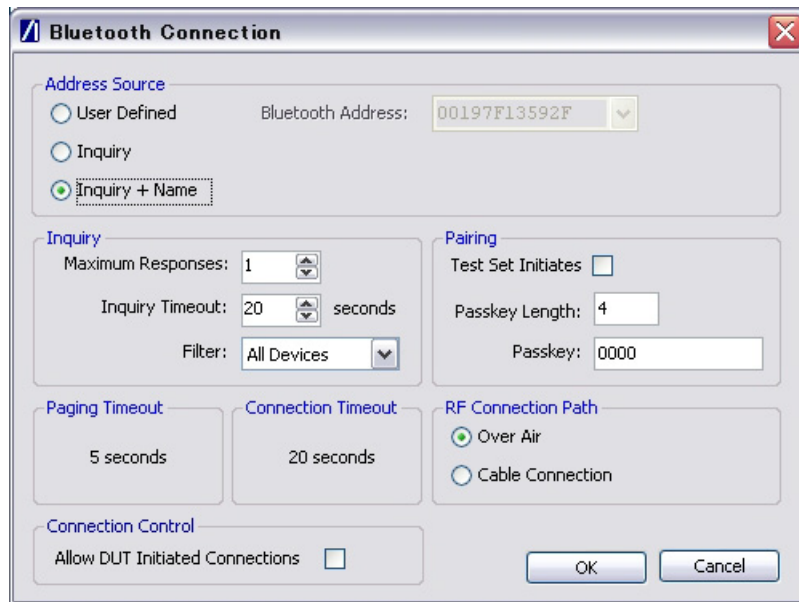 Bluetooth Connection
Address Source
User Defined Bluetooth Address: 00197F13592F
Inquiry
Inquiry + Name
Inquiry
Maximum Responses: 1
Inquiry Timeout: 20 seconds
Filter: All Devices
Pairing
Test Set Initiates
Passkey Length: 4
Passkey: 0000
Paging Timeout
5 seconds
Connection Timeout
20 seconds
RF Connection Path
Over Air
Cable Connection
Connection Control
Allow DUT Initiated Connections
OK Cancel